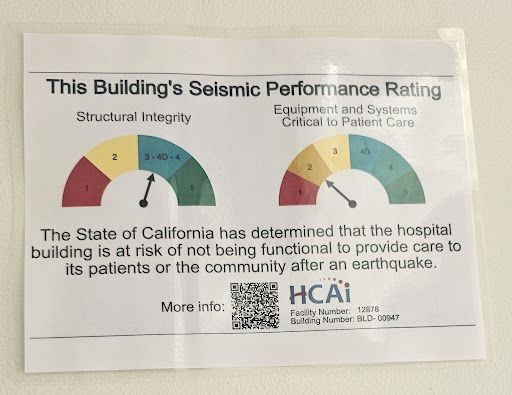 This Building's Seismic Performance Rating
Structural Integrity
Equipment and Systems
Critical to Patient Care
1
2
3 - 4D - 4
5
1
2
3
4D
4
5
The State of California has determined that the hospital
building is at risk of not being functional to provide care to
its patients or the community after an earthquake.
More info:
HCAi
Facility Number: 12878
Building Number: BLD- 00947